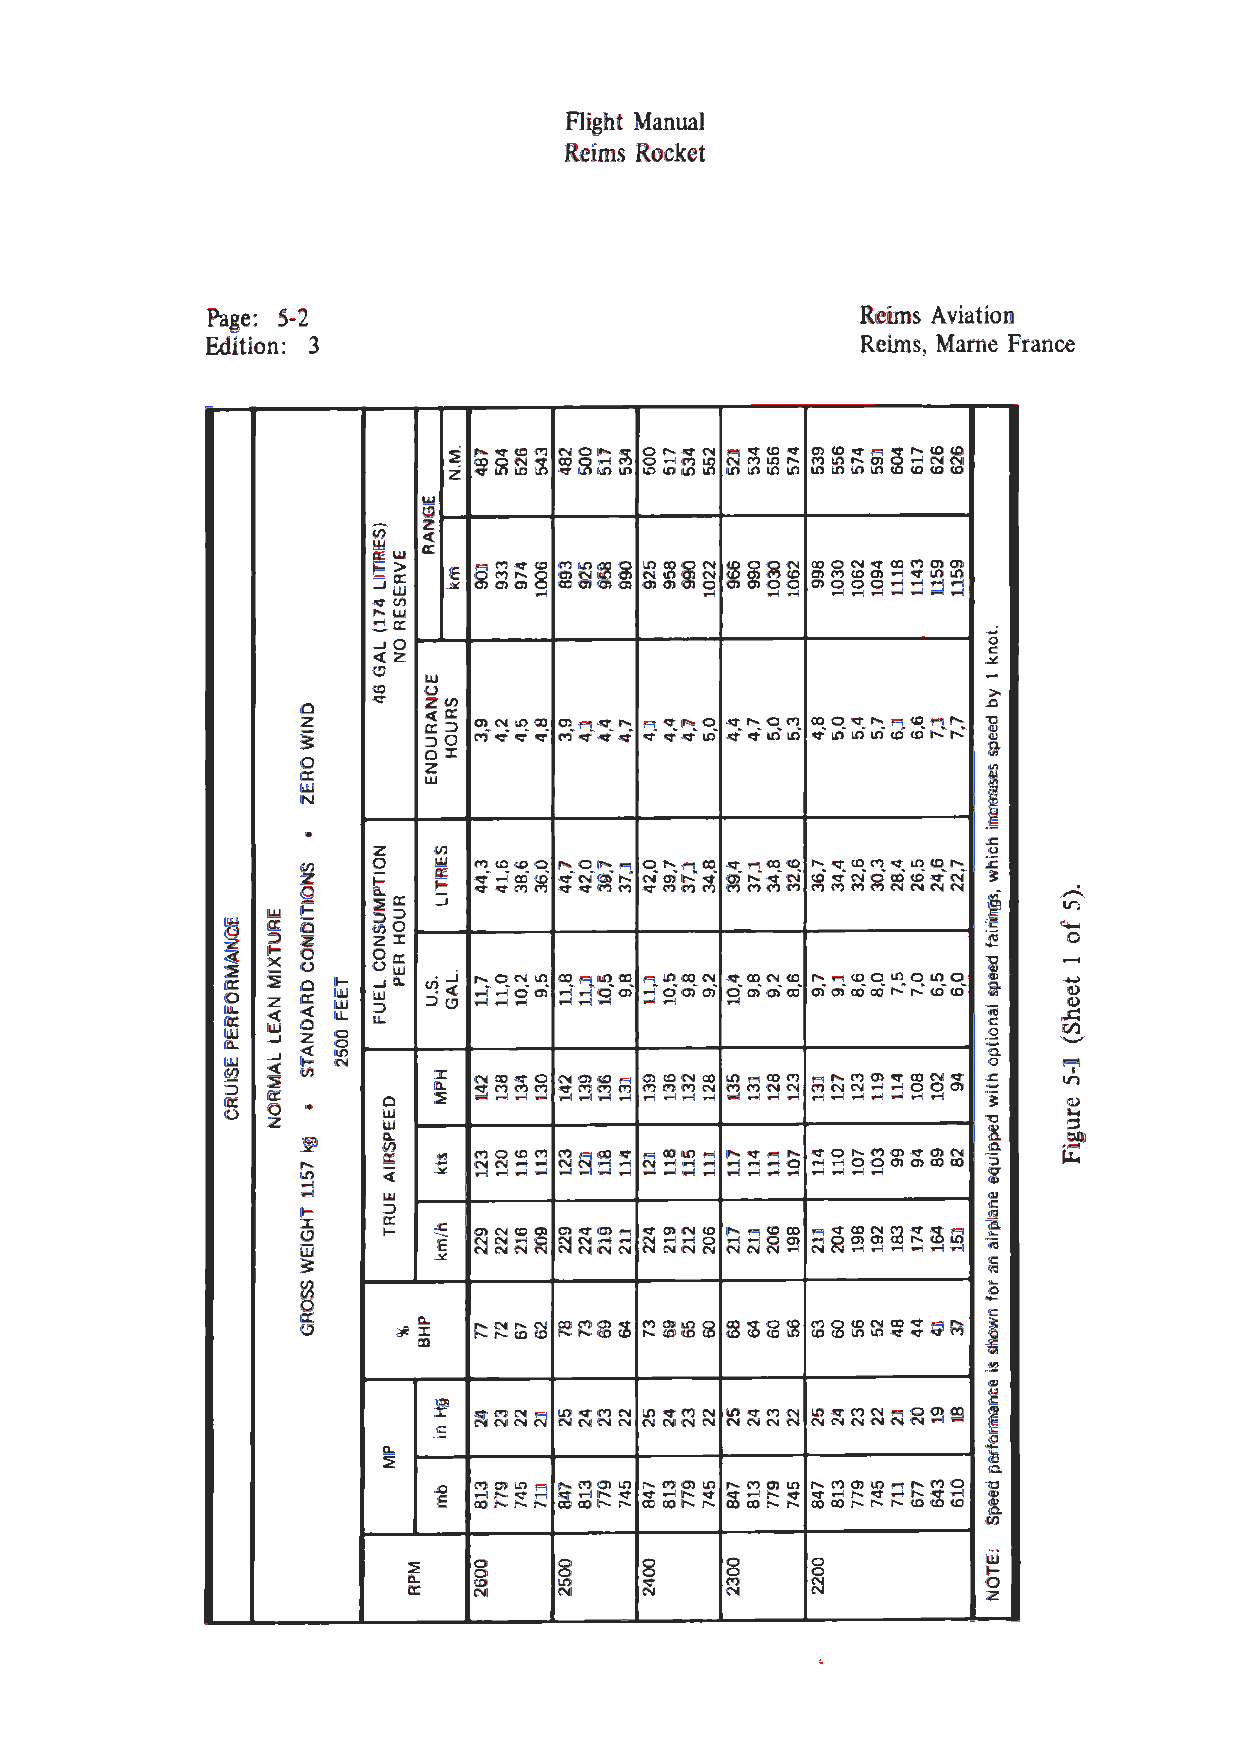 Flight Manual
Reims Rocket
Page: 5-2
Edition: 3
Reims Aviation
Reims, Marne France
CRUISE PERFORMANCE
NORMAL LEAN MIXTURE
GROSS WEIGHT 1157 kg • STANDARD CONDITIONS • ZERO WIND
2500 FEET
RPM MP % BHP TRUE AIRSPEED FUEL CONSUMPTION PER HOUR 46 GAL (174 LITRES) NO RESERVE
mb in Hg km/h kts MPH U.S. GAL. LITRES ENDURANCE HOURS RANGE km N.M.
2600 813 24 77 229 123 142 11,7 44,3 3,9 901 487
779 23 72 222 120 138 11,0 41,6 4,2 933 504
745 22 67 216 116 134 10,2 38,6 4,5 974 526
711 21 62 209 113 130 9,5 36,0 4,8 1006 543
2500 847 25 78 229 123 142 11,8 44,7 3,9 893 482
813 24 73 224 121 139 11,1 42,0 4,1 925 500
779 23 69 219 118 136 10,5 39,7 4,4 958 517
745 22 64 211 114 131 9,8 37,1 4,7 990 534
2400 847 25 73 224 121 139 11,1 42,0 4,1 925 500
813 24 69 219 118 136 10,5 39,7 4,4 958 517
779 23 65 212 115 132 9,8 37,1 4,7 990 534
745 22 60 206 111 128 9,2 34,8 5,0 1022 552
2300 847 25 68 217 117 135 10,4 39,4 4,4 966 521
813 24 64 211 114 131 9,8 37,1 4,7 990 534
779 23 60 206 111 128 9,2 34,8 5,0 1030 556
745 22 56 198 107 123 8,6 32,6 5,3 1062 574
2200 847 25 63 211 114 131 9,7 36,7 4,8 998 539
813 24 60 204 110 127 9,1 34,4 5,0 1030 556
779 23 56 198 107 123 8,6 32,6 5,4 1062 574
745 22 52 192 103 119 8,0 30,3 5,7 1094 591
711 21 48 183 99 114 7,5 28,4 6,1 1118 604
677 20 44 174 94 108 7,0 26,5 6,6 1143 617
643 19 41 164 89 102 6,5 24,6 7,1 1159 626
610 18 37 151 82 94 6,0 22,7 7,7 1159 626
NOTE: Speed performance is shown for an airplane equipped with optional speed fairings, which increases speed by 1 knot.
Figure 5-1 (Sheet 1 of 5).